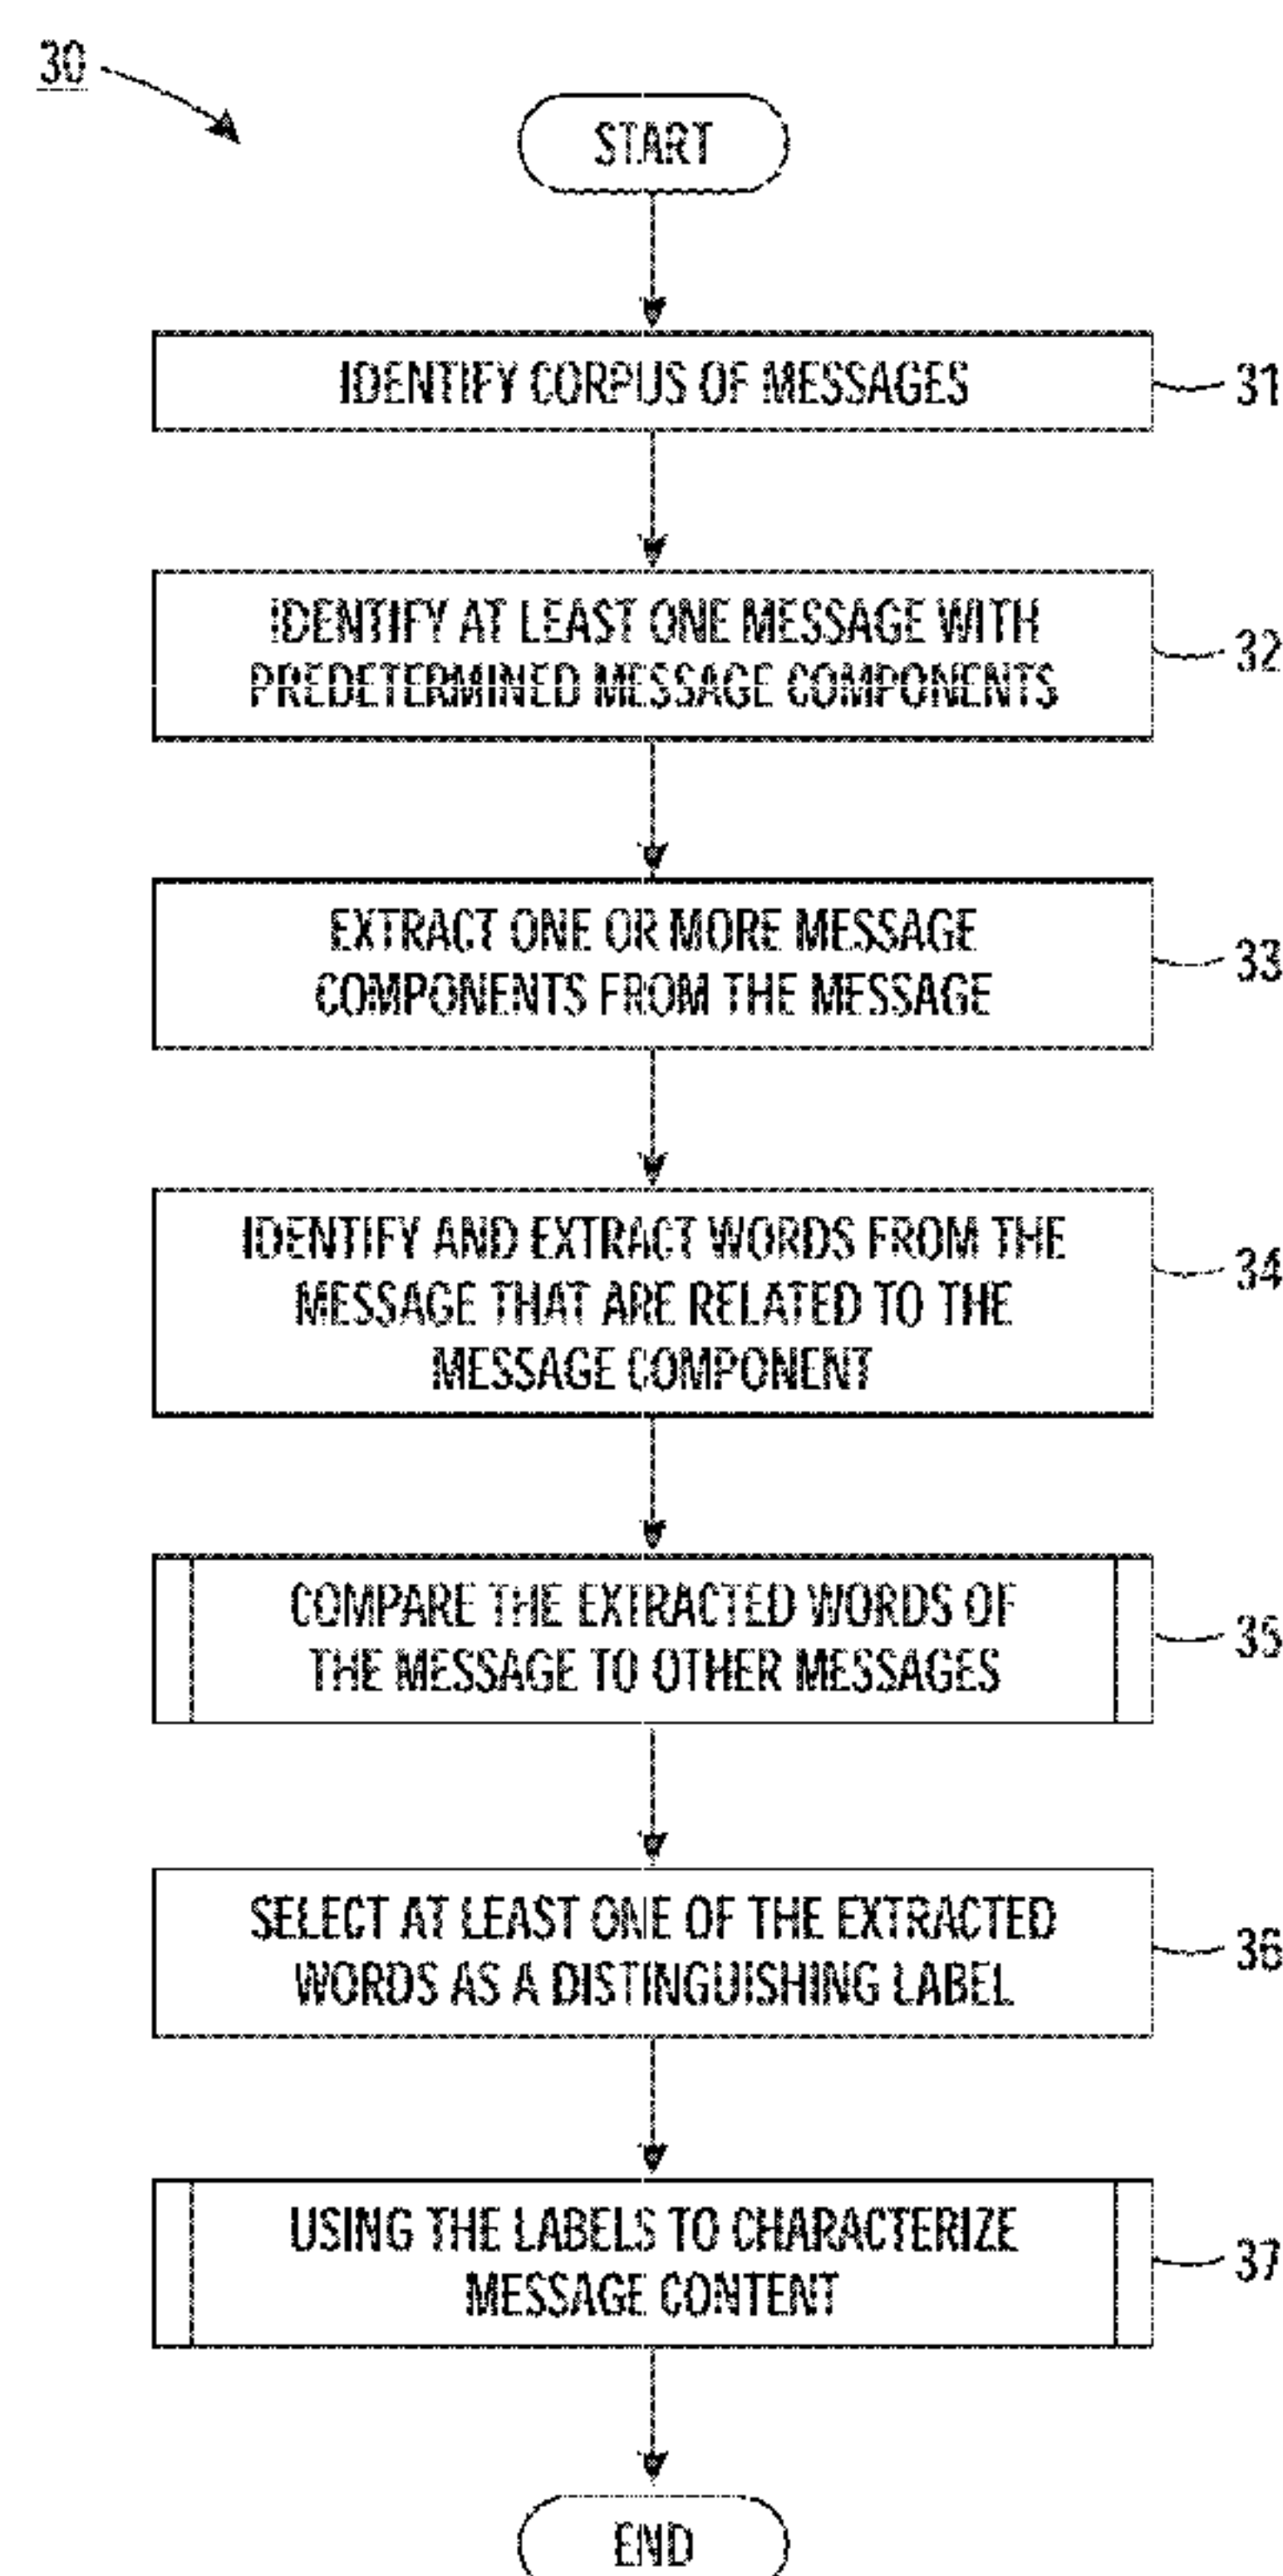 30
START
IDENTIFY CORPUS OF MESSAGES
31
IDENTIFY AT LEAST ONE MESSAGE WITH
PREDETERMINED MESSAGE COMPONENTS
32
EXTRACT ONE OR MORE MESSAGE
COMPONENTS FROM THE MESSAGE
33
IDENTIFY AND EXTRACT WORDS FROM THE
MESSAGE THAT ARE RELATED TO THE
MESSAGE COMPONENT
34
COMPARE THE EXTRACTED WORDS OF
THE MESSAGE TO OTHER MESSAGES
35
SELECT AT LEAST ONE OF THE EXTRACTED
WORDS AS A DISTINGUISHING LABEL
36
USING THE LABELS TO CHARACTERIZE
MESSAGE CONTENT
37
END